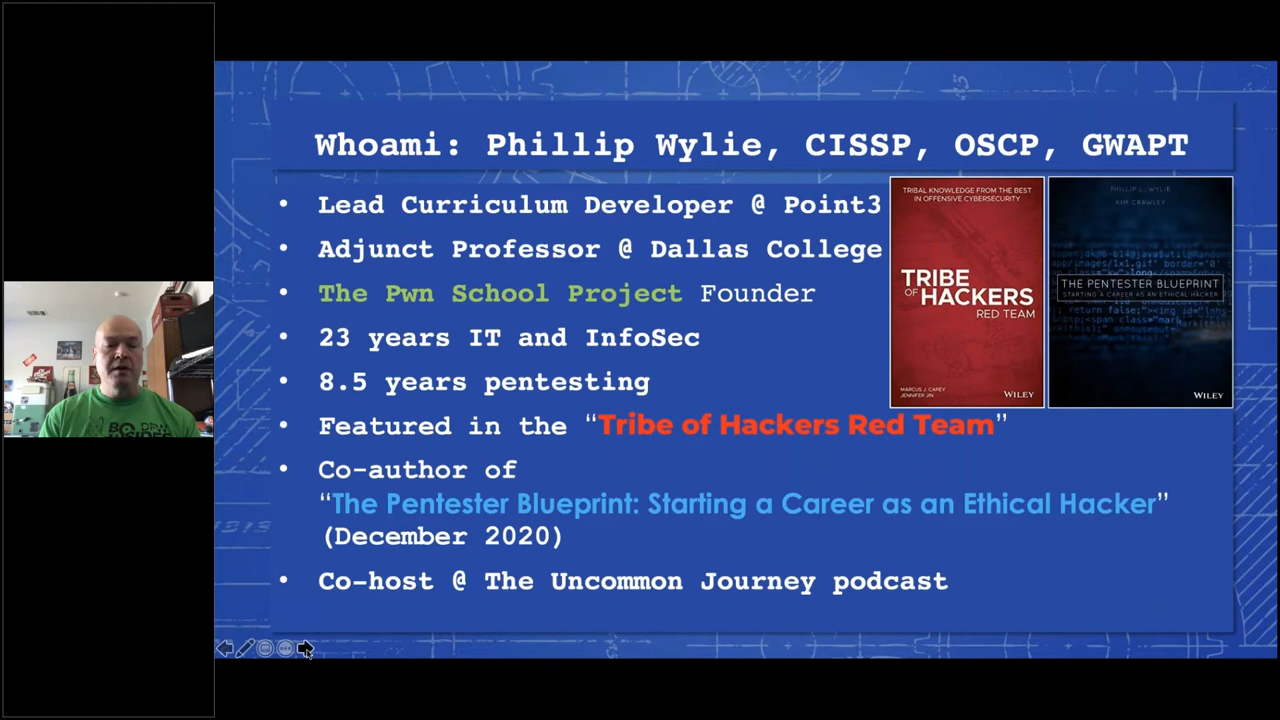 Whoami: Phillip Wylie, CISSP, OSCP, GWAPT
• Lead Curriculum Developer @ Point3
• Adjunct Professor @ Dallas College
• The Pwn School Project Founder
• 23 years IT and InfoSec
• 8.5 years pentesting
• Featured in the “Tribe of Hackers Red Team”
• Co-author of
“The Pentester Blueprint: Starting a Career as an Ethical Hacker”
(December 2020)
• Co-host @ The Uncommon Journey podcast
TRIBAL KNOWLEDGE FROM THE BEST
IN OFFENSIVE CYBERSECURITY
TRIBE
OF HACKERS
RED TEAM
MARCUS J. CAREY
JENNIFER JIN
WILEY
PHILLIP L. WYLIE
KIM CRAWLEY
THE PENTESTER BLUEPRINT
STARTING A CAREER AS AN ETHICAL HACKER
WILEY